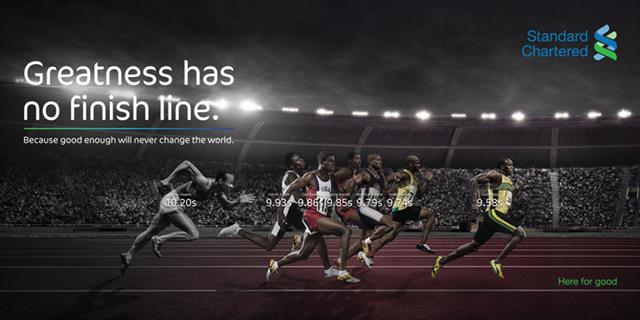 Standard
Chartered
Greatness has
no finish line.
Because good enough will never change the world.
10.20s
9.93s
9.86s
9.85s
9.79s
9.74s
9.58s
USA
Here for good